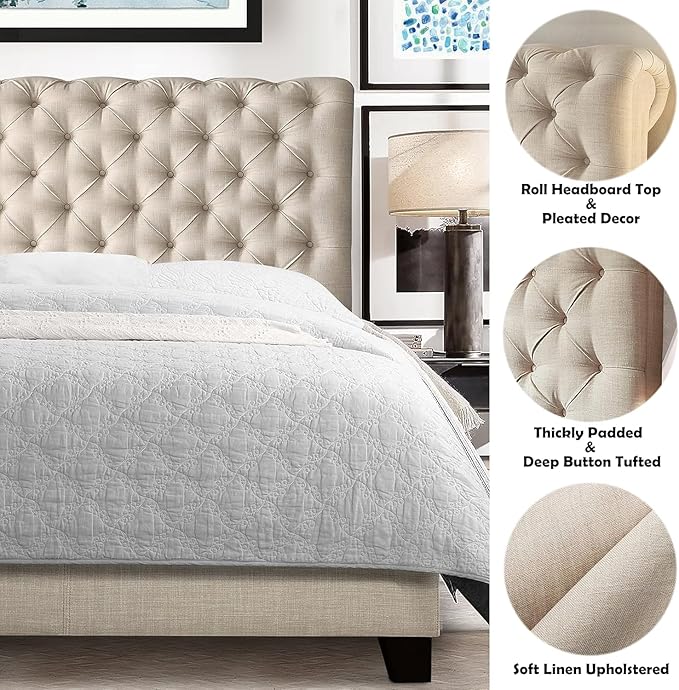 Roll Headboard Top
&
Pleated Decor
Thickly Padded
&
Deep Button Tufted
Soft Linen Upholstered